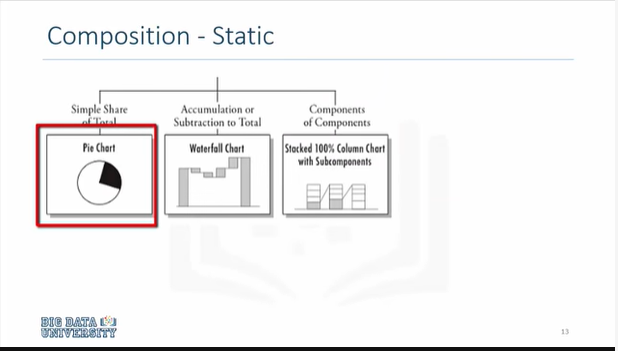 Composition - Static
Simple Share
of Total
Accumulation or
Subtraction to Total
Components
of Components
Pie Chart
Waterfall Chart
Stacked 100% Column Chart
with Subcomponents
BIG DATA
UNIVERSITY
13